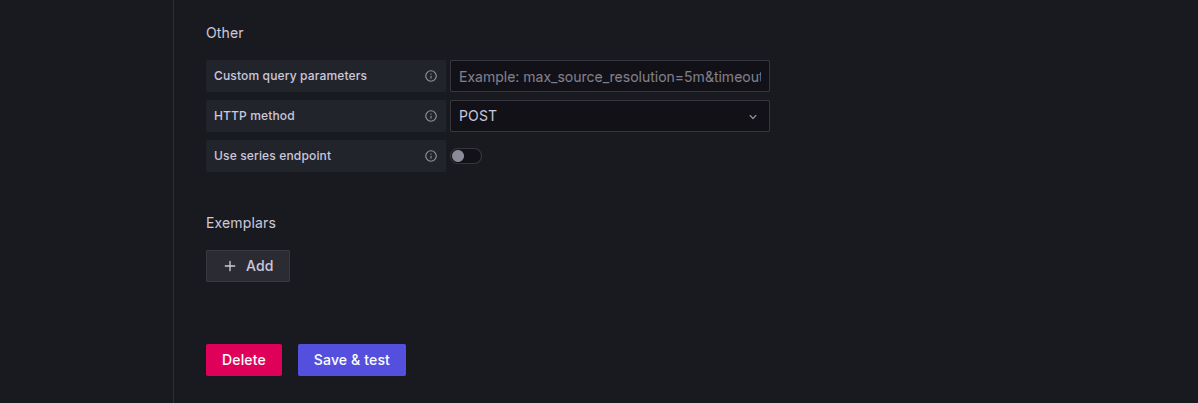 Other
Custom query parameters
Example: max_source_resolution=5m&timeout
HTTP method
POST
Use series endpoint
Exemplars
Add
Delete
Save & test